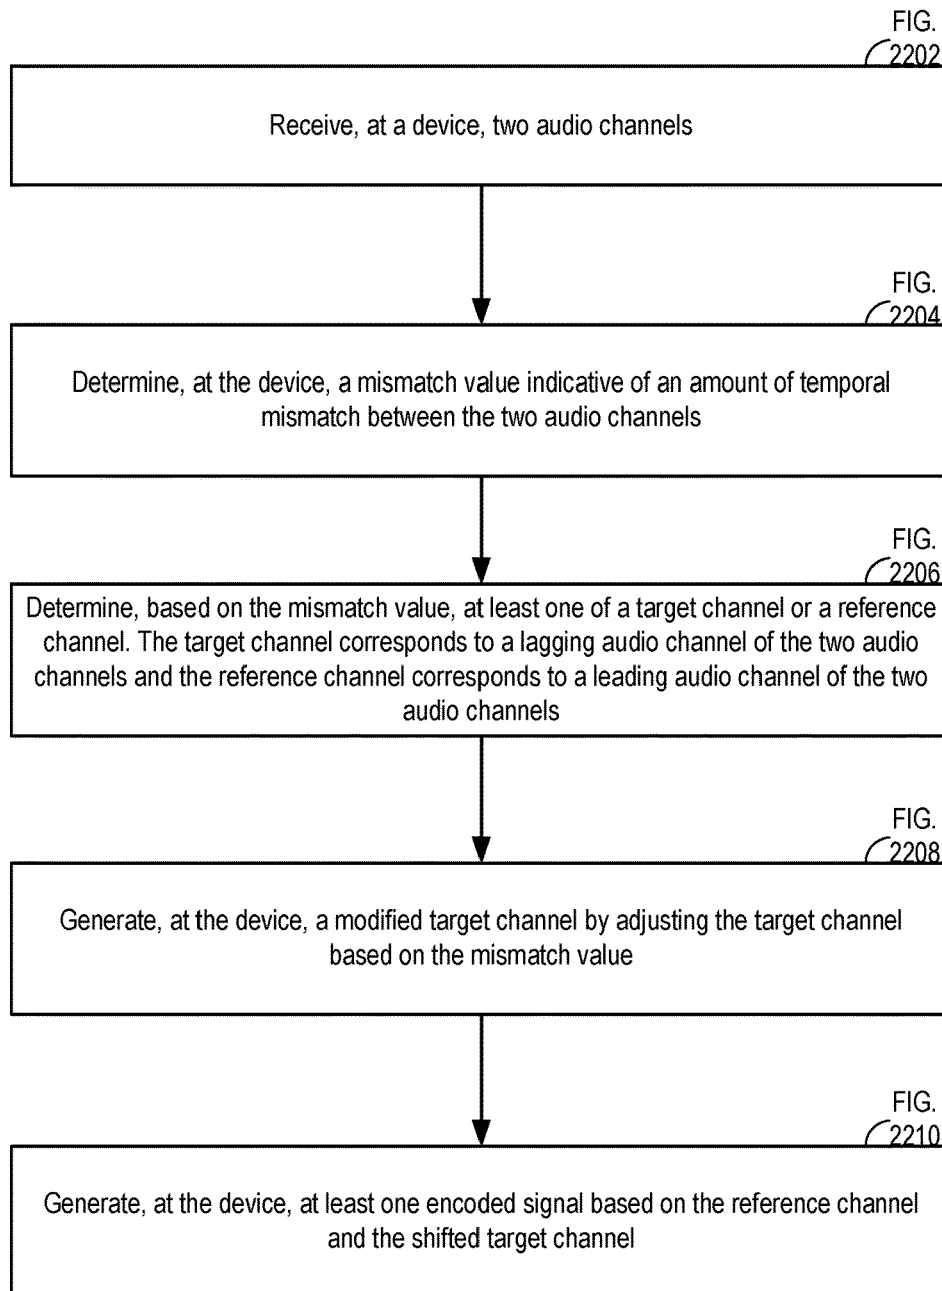 FIG.
2202
Receive, at a device, two audio channels
FIG.
2204
Determine, at the device, a mismatch value indicative of an amount of temporal
mismatch between the two audio channels
FIG.
2206
Determine, based on the mismatch value, at least one of a target channel or a reference
channel. The target channel corresponds to a lagging audio channel of the two audio
channels and the reference channel corresponds to a leading audio channel of the two
audio channels
FIG.
2208
Generate, at the device, a modified target channel by adjusting the target channel
based on the mismatch value
FIG.
2210
Generate, at the device, at least one encoded signal based on the reference channel
and the shifted target channel